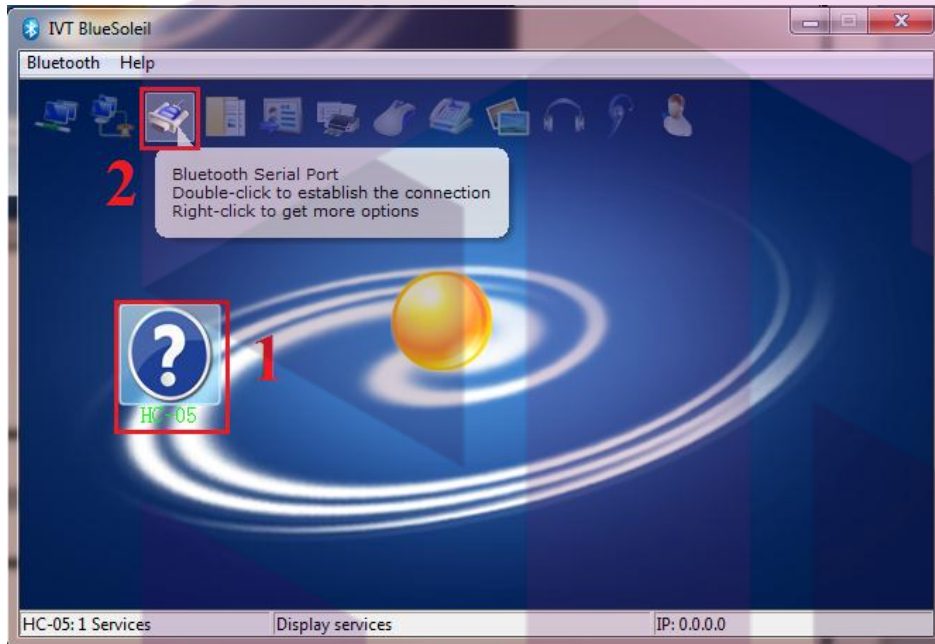 IVT BlueSoleil
Bluetooth Help
2
Bluetooth Serial Port
Double-click to establish the connection
Right-click to get more options
1
HC-05
HC-05: 1 Services Display services IP: 0.0.0.0